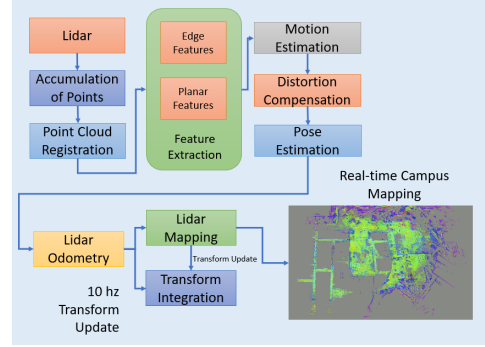 Lidar
Accumulation
of Points
Point Cloud
Registration
Edge
Features
Planar
Features
Feature
Extraction
Motion
Estimation
Distortion
Compensation
Pose
Estimation
Real-time Campus
Mapping
Lidar
Odometry
Lidar
Mapping
Transform Update
Transform
Integration
10 hz
Transform
Update